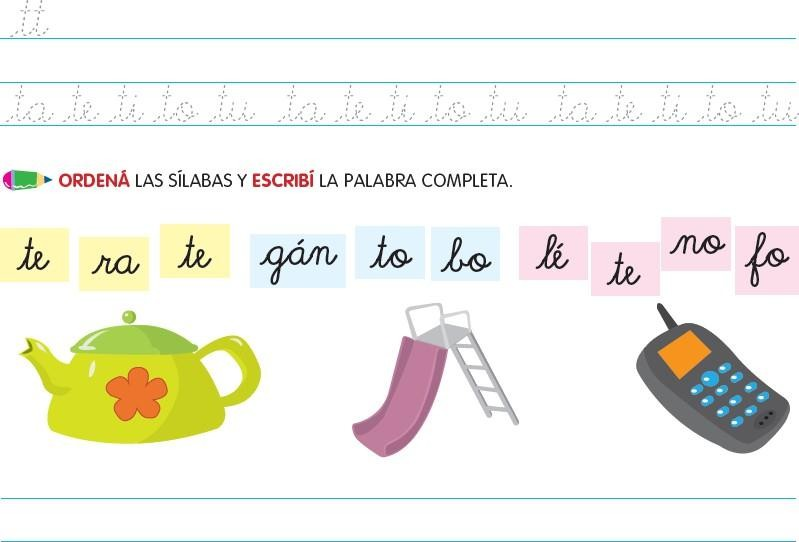 tt
ta te ti to tu ta te ti to tu ta te ti to tu
ORDENÁ LAS SÍLABAS Y ESCRIBÍ LA PALABRA COMPLETA.
te ra te gán to bo lé te no fo